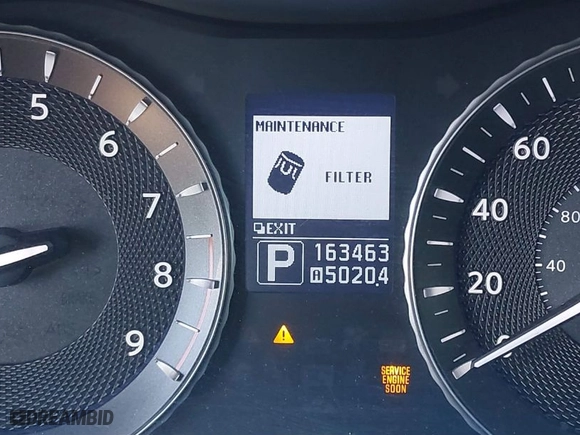 MAINTENANCE
FILTER
EXIT
P
163463
A 5020.4
5
6
7
8
9
60
40
20
0
80
40
SERVICE
ENGINE
SOON
DREAMBID